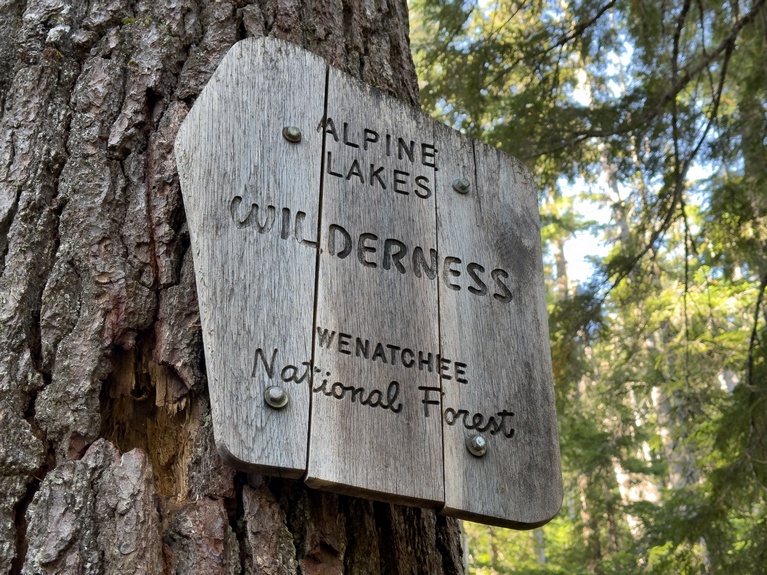 ALPINE
LAKES
WILDERNESS
WENATCHEE
National Forest